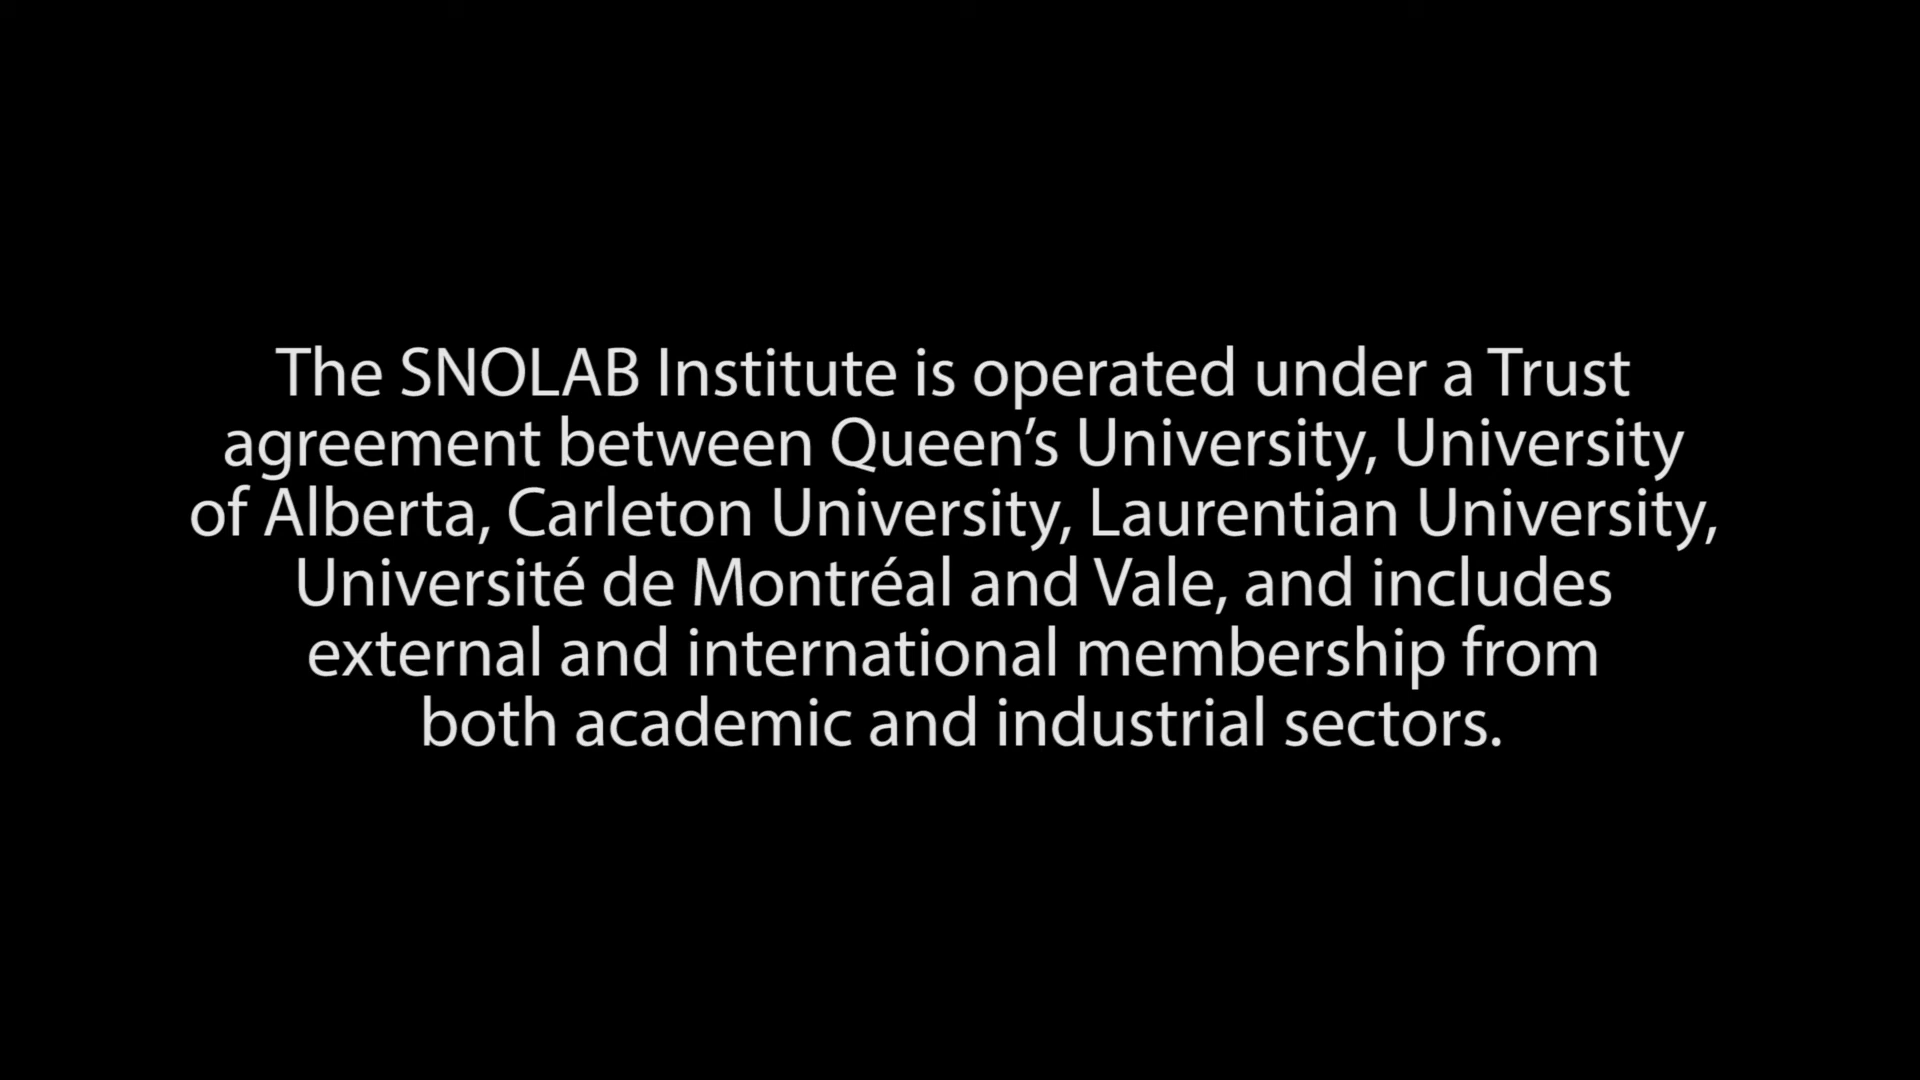 The SNOLAB Institute is operated under a Trust
agreement between Queen’s University, University
of Alberta, Carleton University, Laurentian University,
Université de Montréal and Vale, and includes
external and international membership from
both academic and industrial sectors.